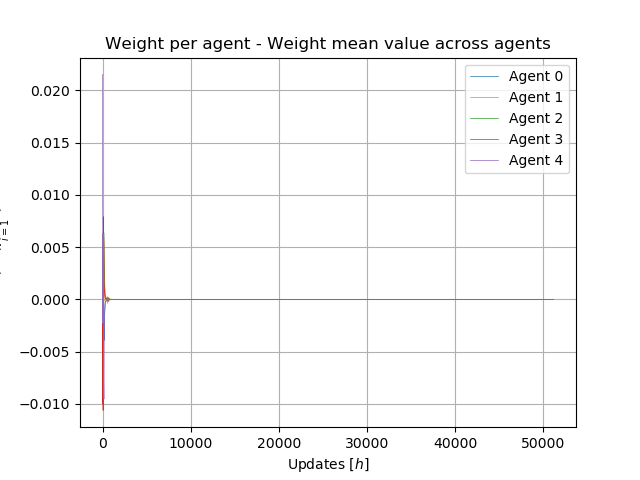 Weight per agent - Weight mean value across agents
0.020
0.015
0.010
0.005
0.000
−0.005
−0.010
Agent 0
Agent 1
Agent 2
Agent 3
Agent 4
0
10000
20000
30000
40000
50000
Updates [h]